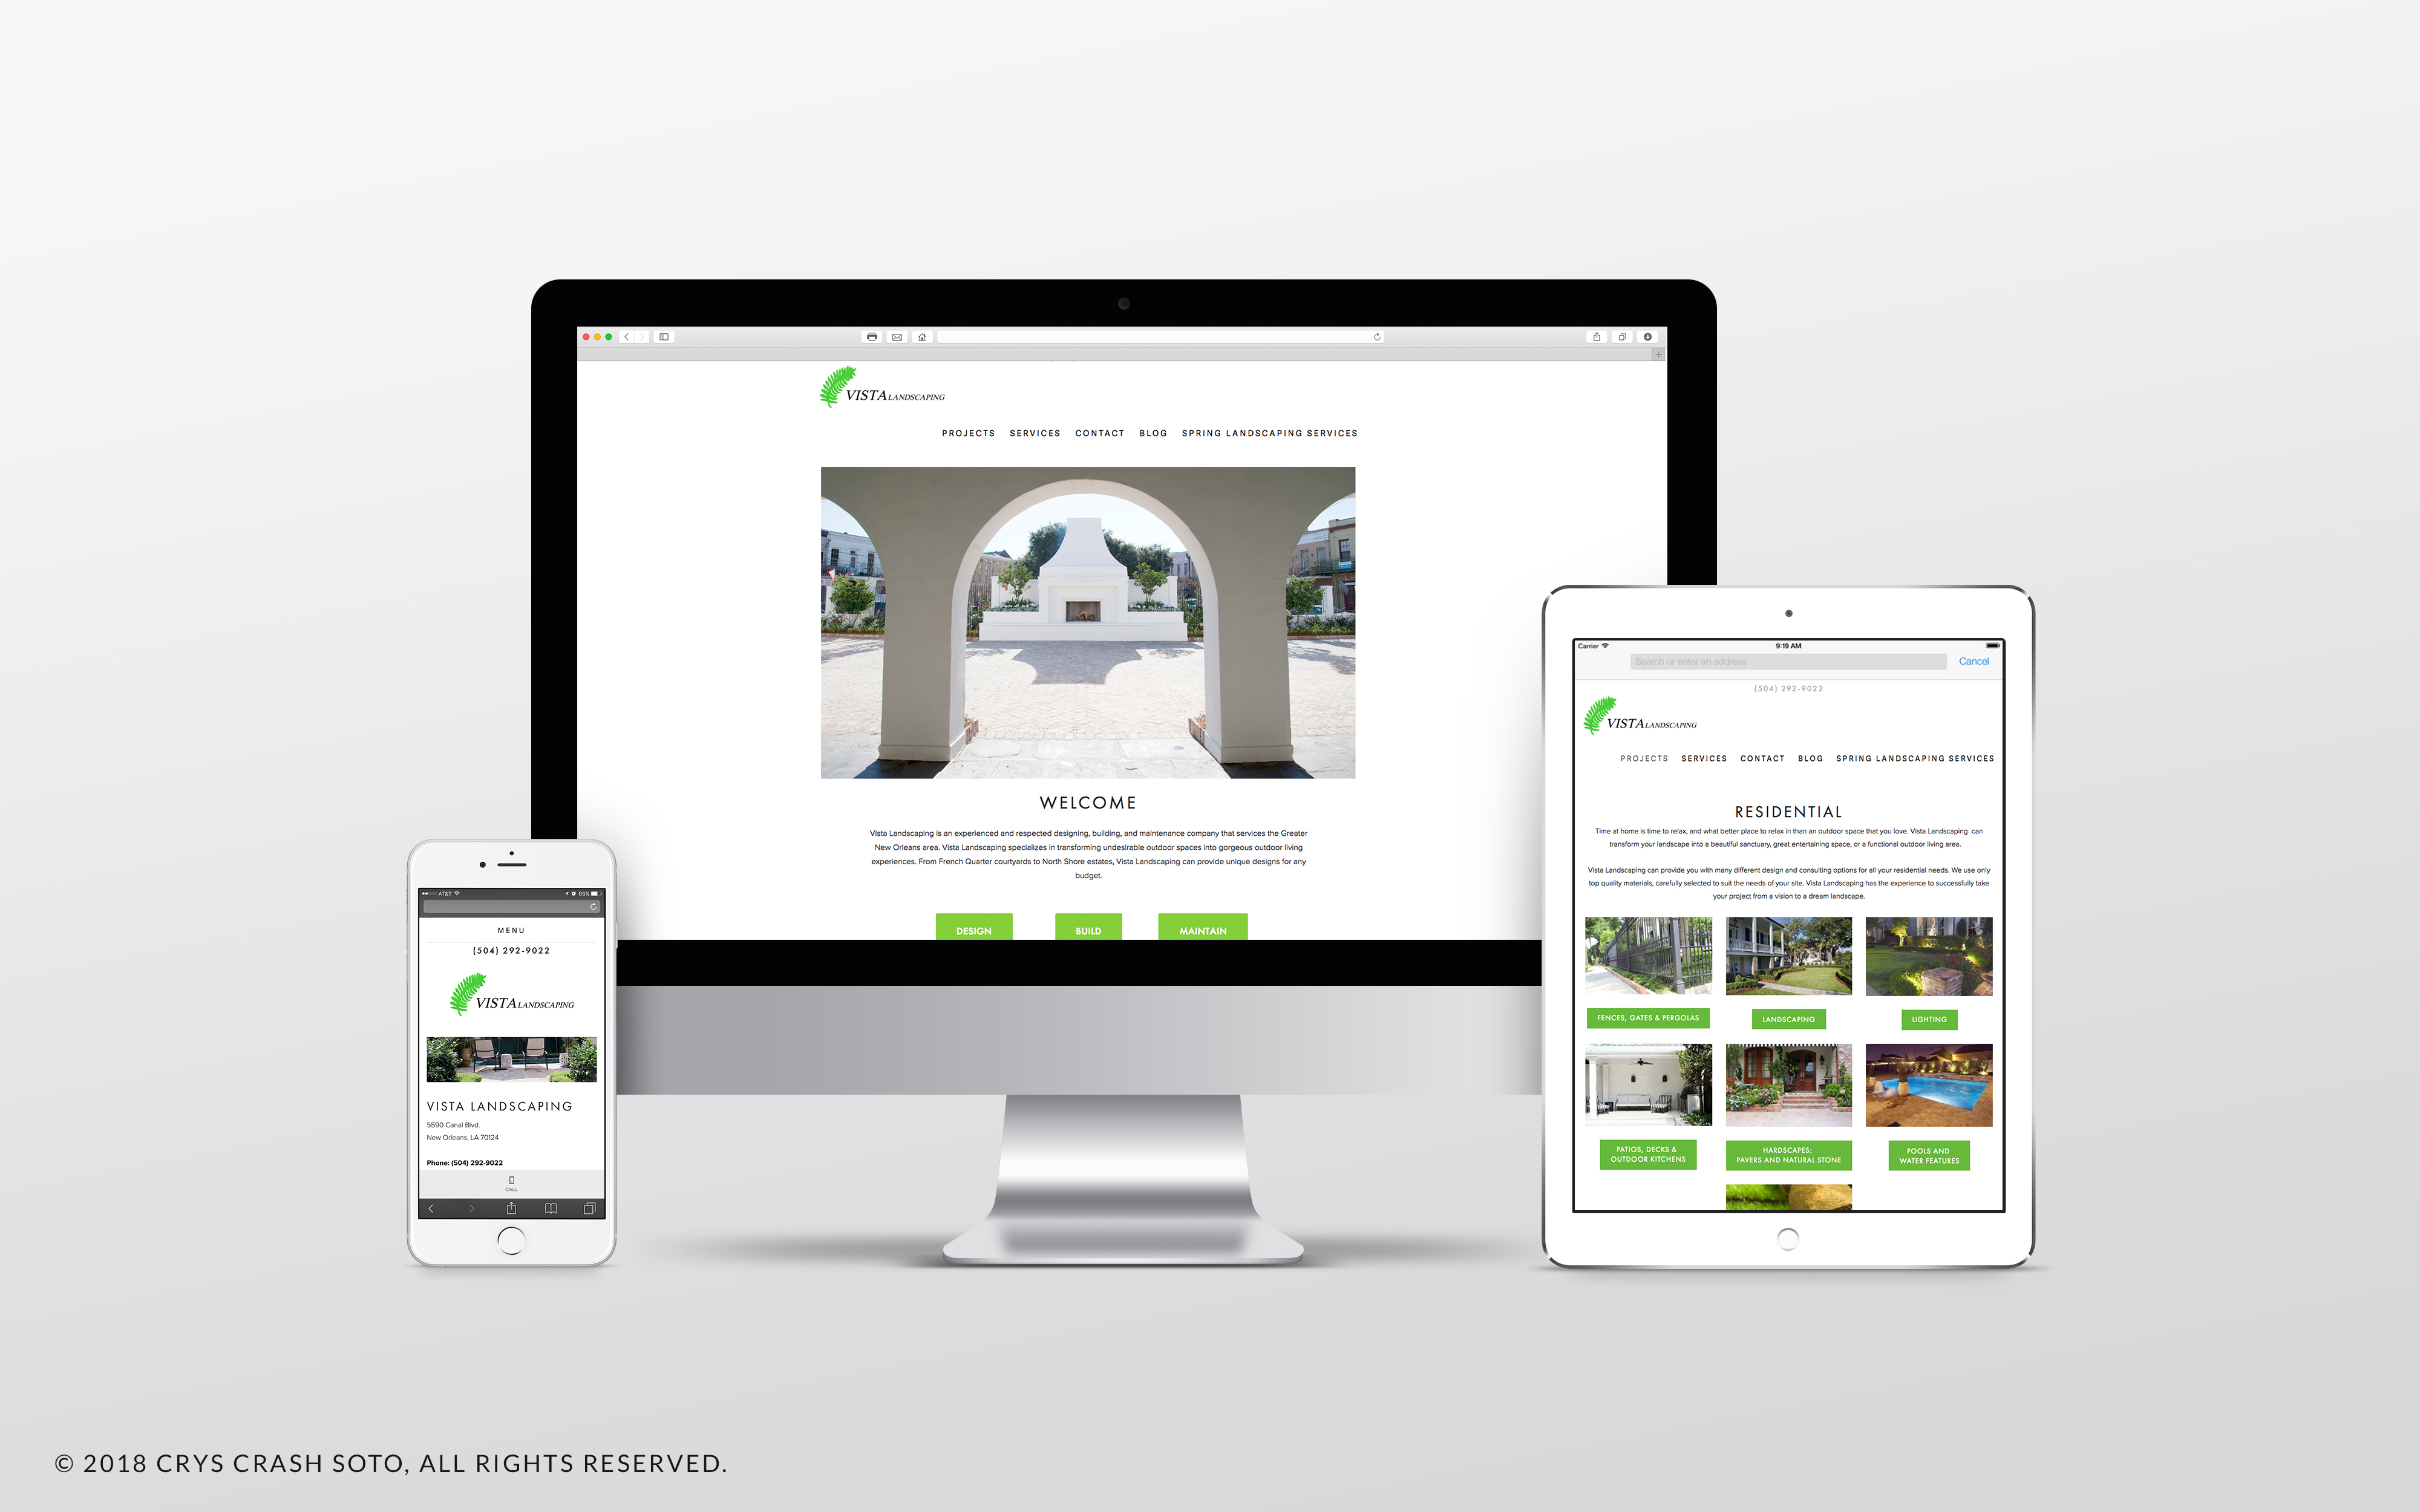 VISTA LANDSCAPING
PROJECTS SERVICES CONTACT BLOG SPRING LANDSCAPING SERVICES
WELCOME
Vista Landscaping is an experienced and respected designing, building, and maintenance company that services the Greater
New Orleans area. Vista Landscaping specializes in transforming undesirable outdoor spaces into gorgeous outdoor living
experiences. From French Quarter courtyards to North Shore estates, Vista Landscaping can provide unique designs for any
budget.
DESIGN BUILD MAINTAIN
AT&T 65%
MENU
(504) 292-9022
VISTA LANDSCAPING
VISTA LANDSCAPING
5590 Canal Blvd.
New Orleans, LA 70124
Phone: (504) 292-9022
CALL
Carrier 9:19 AM
Search or enter an address Cancel
(504) 292-9022
VISTA LANDSCAPING
PROJECTS SERVICES CONTACT BLOG SPRING LANDSCAPING SERVICES
RESIDENTIAL
Time at home is time to relax, and what better place to relax in than an outdoor space that you love. Vista Landscaping can
transform your landscape into a beautiful sanctuary, great entertaining space, or a functional outdoor living area.
Vista Landscaping can provide you with many different design and consulting options for all your residential needs. We use only
top quality materials, carefully selected to suit the needs of your site. Vista Landscaping has the experience to successfully take
your project from a vision to a dream landscape.
FENCES, GATES & PERGOLAS LANDSCAPING LIGHTING
PATIOS, DECKS &
OUTDOOR KITCHENS
HARDSCAPES:
PAVERS AND NATURAL STONE
POOLS AND
WATER FEATURES
© 2018 CRYS CRASH SOTO, ALL RIGHTS RESERVED.